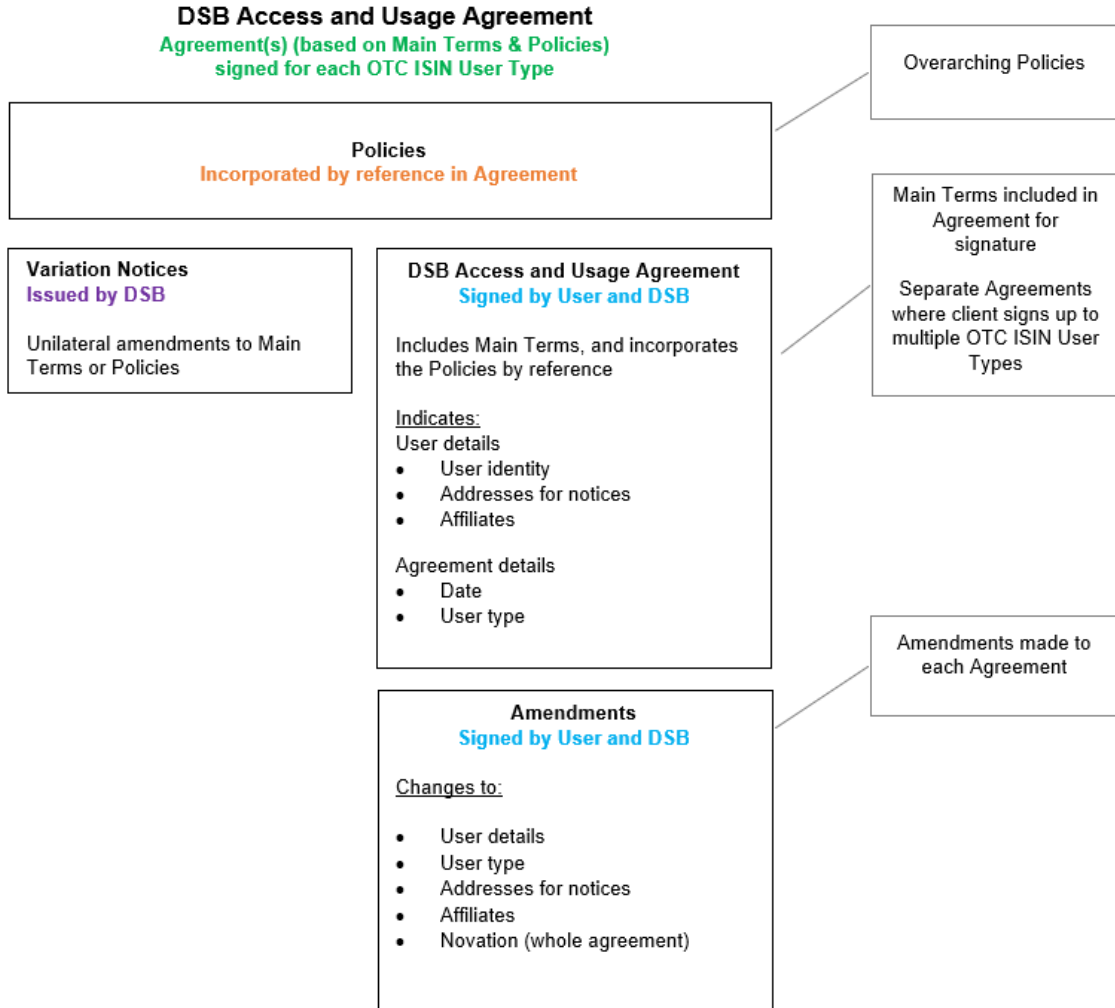 DSB Access and Usage Agreement
Agreement(s) (based on Main Terms & Policies)
signed for each OTC ISIN User Type
Overarching Policies
Policies
Incorporated by reference in Agreement
Main Terms included in
Agreement for
signature
Separate Agreements
where client signs up to
multiple OTC ISIN User
Types
Variation Notices
Issued by DSB
Unilateral amendments to Main
Terms or Policies
DSB Access and Usage Agreement
Signed by User and DSB
Includes Main Terms, and incorporates
the Policies by reference
Indicates:
User details
• User identity
• Addresses for notices
• Affiliates
Agreement details
• Date
• User type
Amendments made to
each Agreement
Amendments
Signed by User and DSB
Changes to:
• User details
• User type
• Addresses for notices
• Affiliates
• Novation (whole agreement)